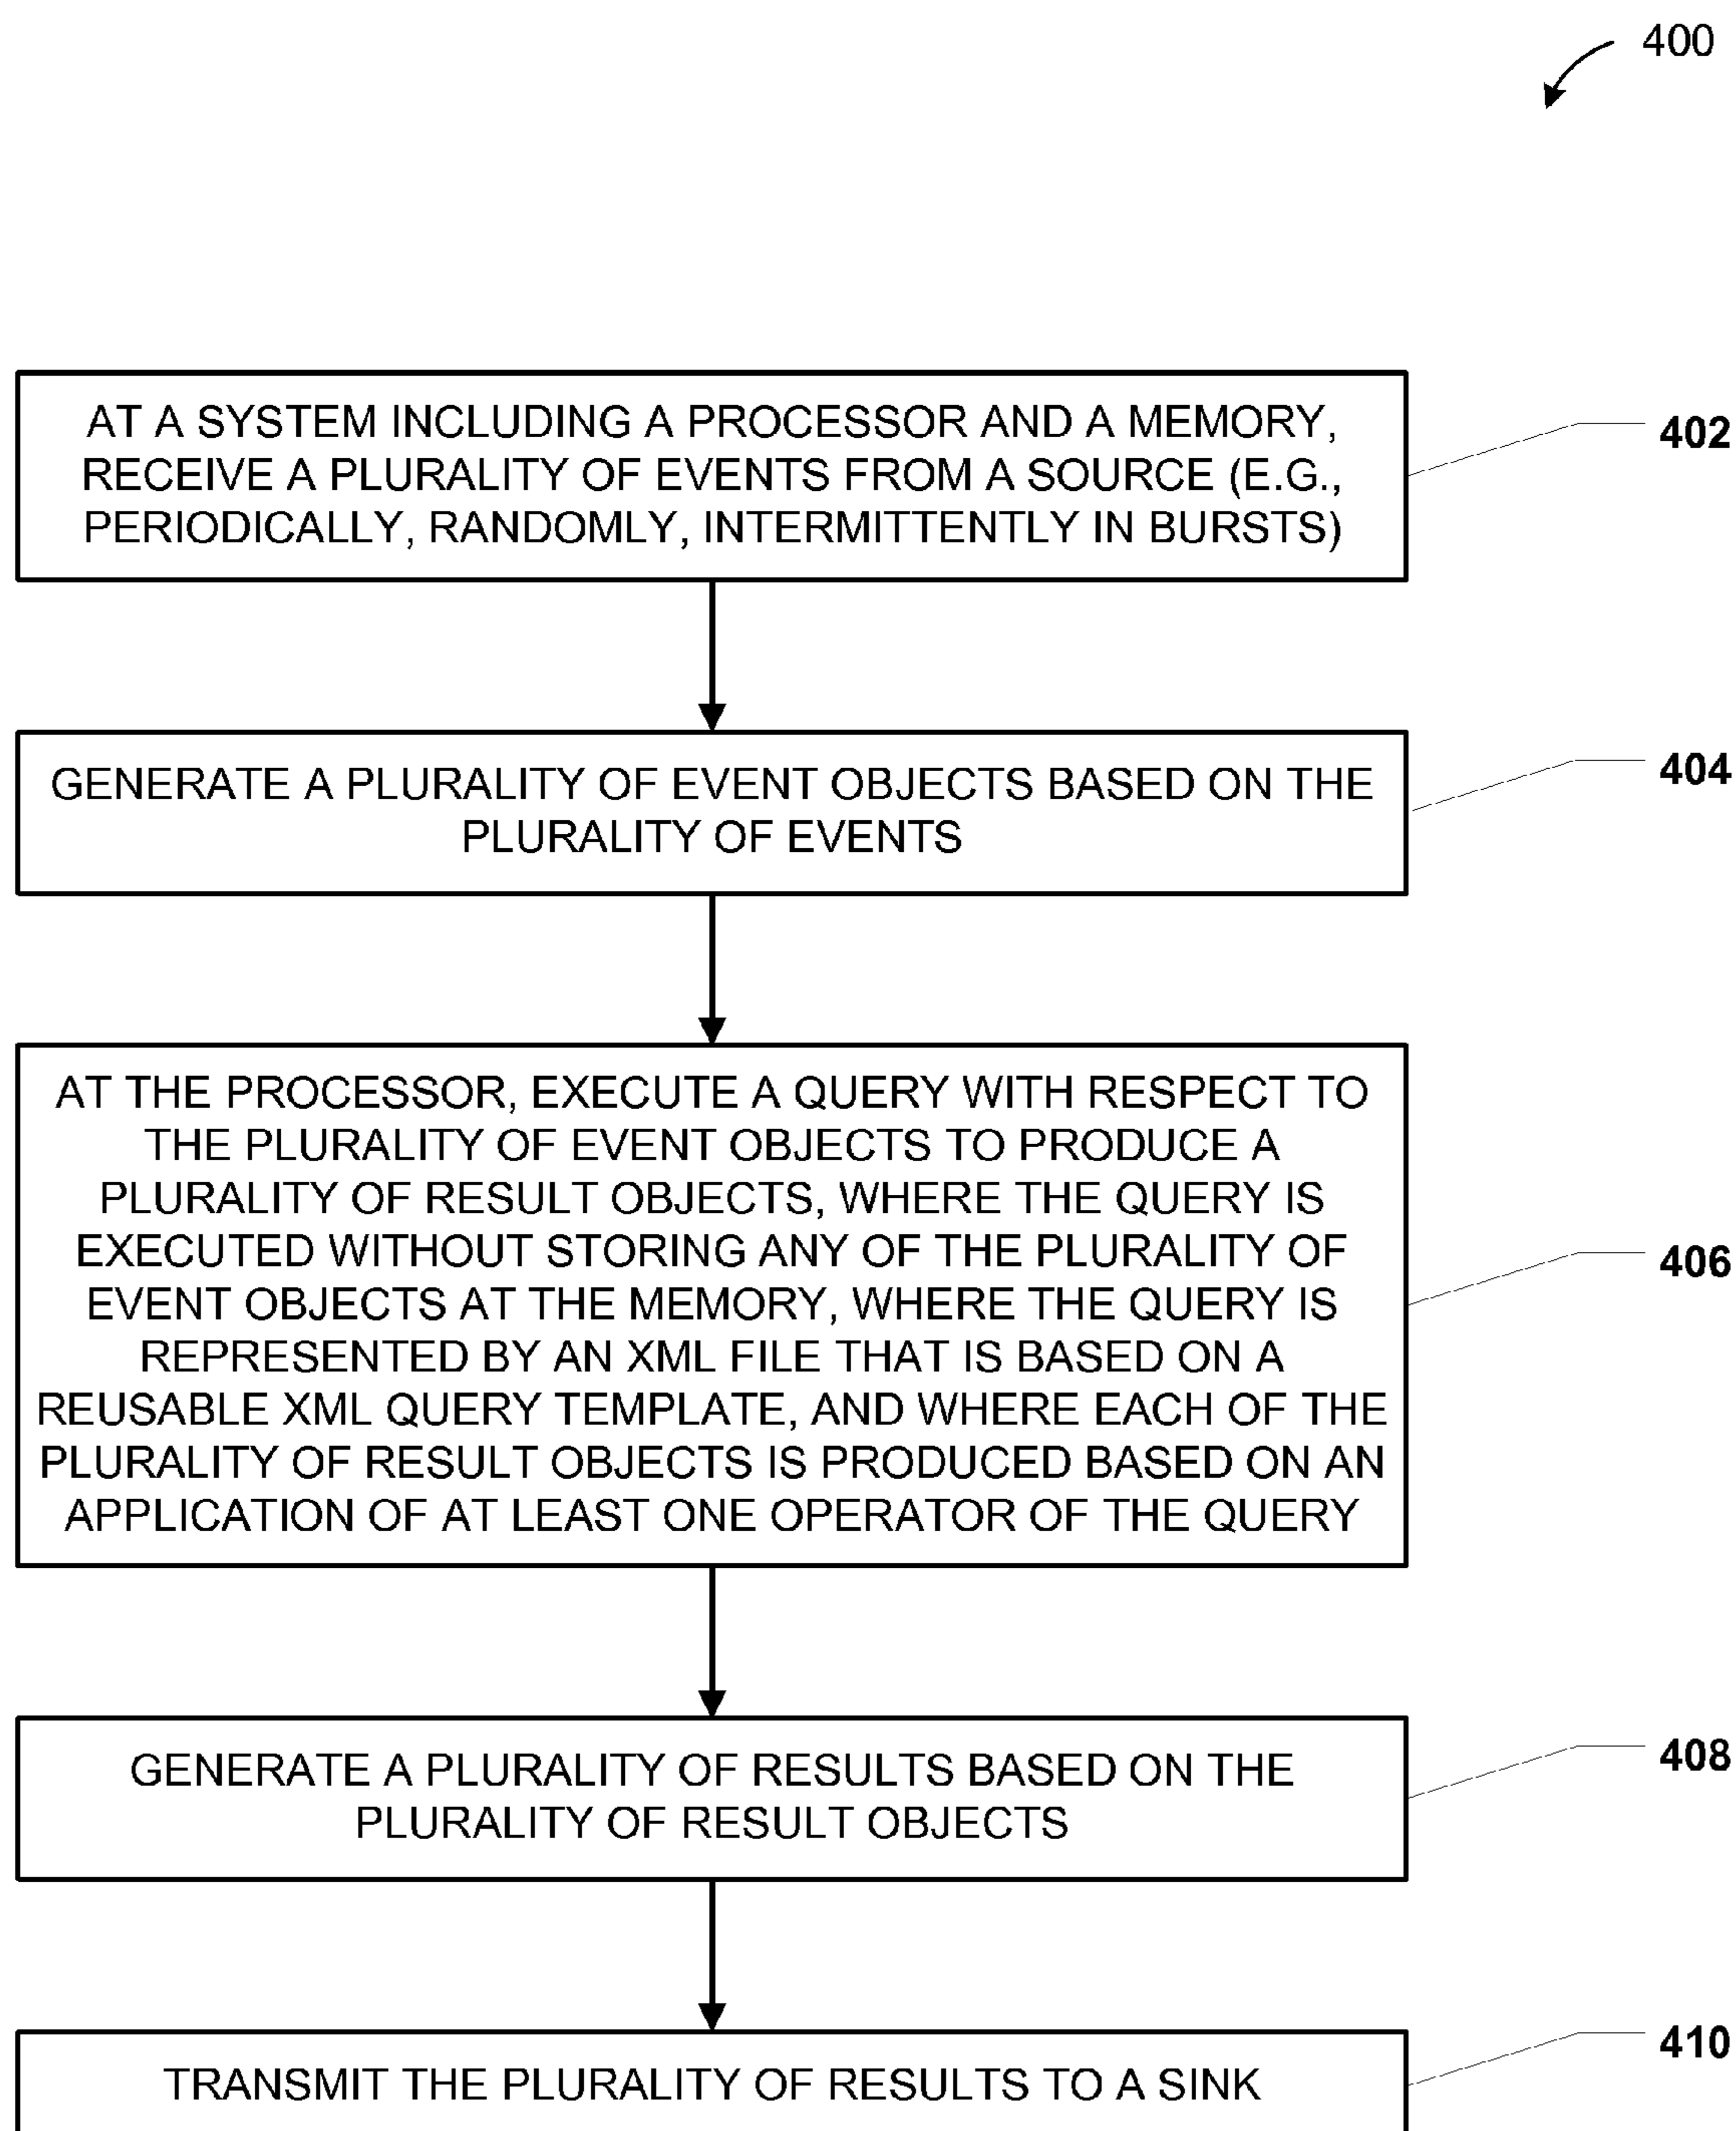 400
AT A SYSTEM INCLUDING A PROCESSOR AND A MEMORY,
RECEIVE A PLURALITY OF EVENTS FROM A SOURCE (E.G.,
PERIODICALLY, RANDOMLY, INTERMITTENTLY IN BURSTS)
402
GENERATE A PLURALITY OF EVENT OBJECTS BASED ON THE
PLURALITY OF EVENTS
404
AT THE PROCESSOR, EXECUTE A QUERY WITH RESPECT TO
THE PLURALITY OF EVENT OBJECTS TO PRODUCE A
PLURALITY OF RESULT OBJECTS, WHERE THE QUERY IS
EXECUTED WITHOUT STORING ANY OF THE PLURALITY OF
EVENT OBJECTS AT THE MEMORY, WHERE THE QUERY IS
REPRESENTED BY AN XML FILE THAT IS BASED ON A
REUSABLE XML QUERY TEMPLATE, AND WHERE EACH OF THE
PLURALITY OF RESULT OBJECTS IS PRODUCED BASED ON AN
APPLICATION OF AT LEAST ONE OPERATOR OF THE QUERY
406
GENERATE A PLURALITY OF RESULTS BASED ON THE
PLURALITY OF RESULT OBJECTS
408
TRANSMIT THE PLURALITY OF RESULTS TO A SINK
410